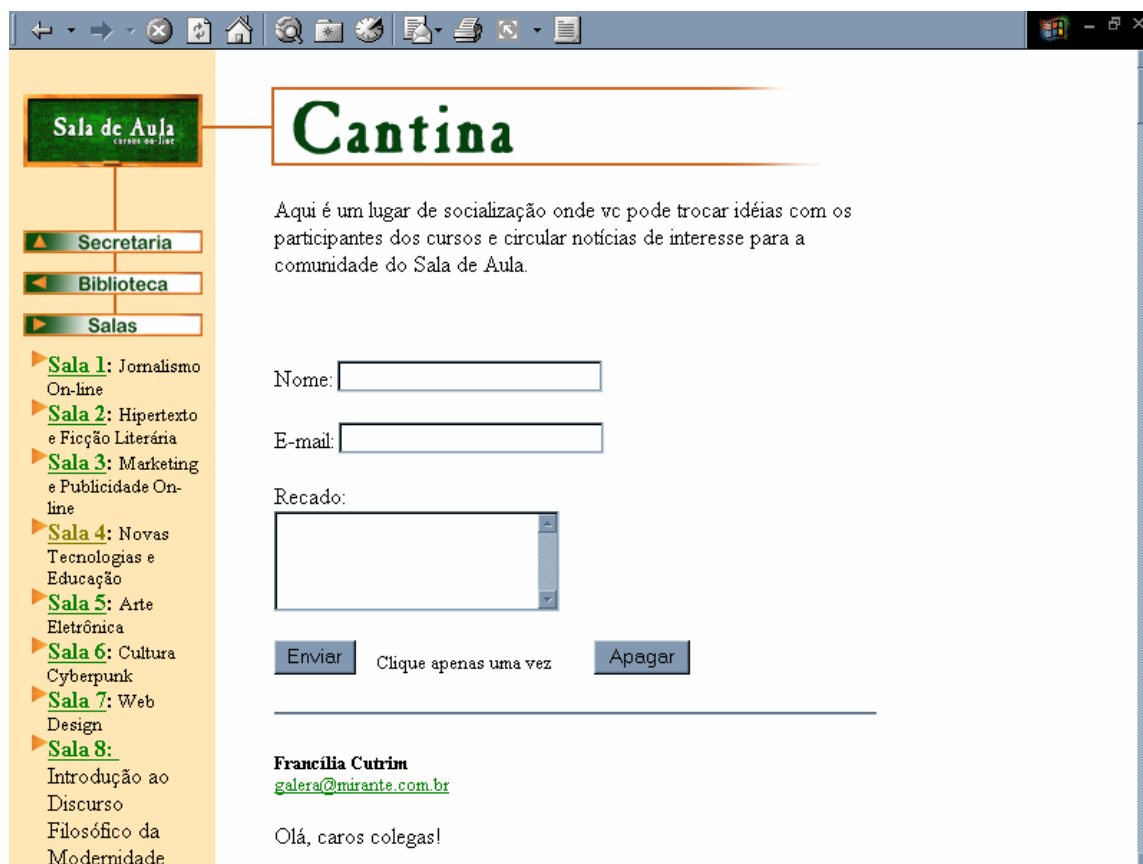 Sala de Aula
cursos on-line
Secretaria
Biblioteca
Salas
Sala 1: Jornalismo
On-line
Sala 2: Hipertexto
e Ficção Literária
Sala 3: Marketing
e Publicidade On-
line
Sala 4: Novas
Tecnologias e
Educação
Sala 5: Arte
Eletrônica
Sala 6: Cultura
Cyberpunk
Sala 7: Web
Design
Sala 8:
Introdução ao
Discurso
Filosófico da
Modernidade
Cantina
Aqui é um lugar de socialização onde vc pode trocar idéias com os
participantes dos cursos e circular notícias de interesse para a
comunidade do Sala de Aula.
Nome:
E-mail:
Recado:
Enviar Clique apenas uma vez Apagar
Francília Cutrim
galera@mirante.com.br
Olá, caros colegas!